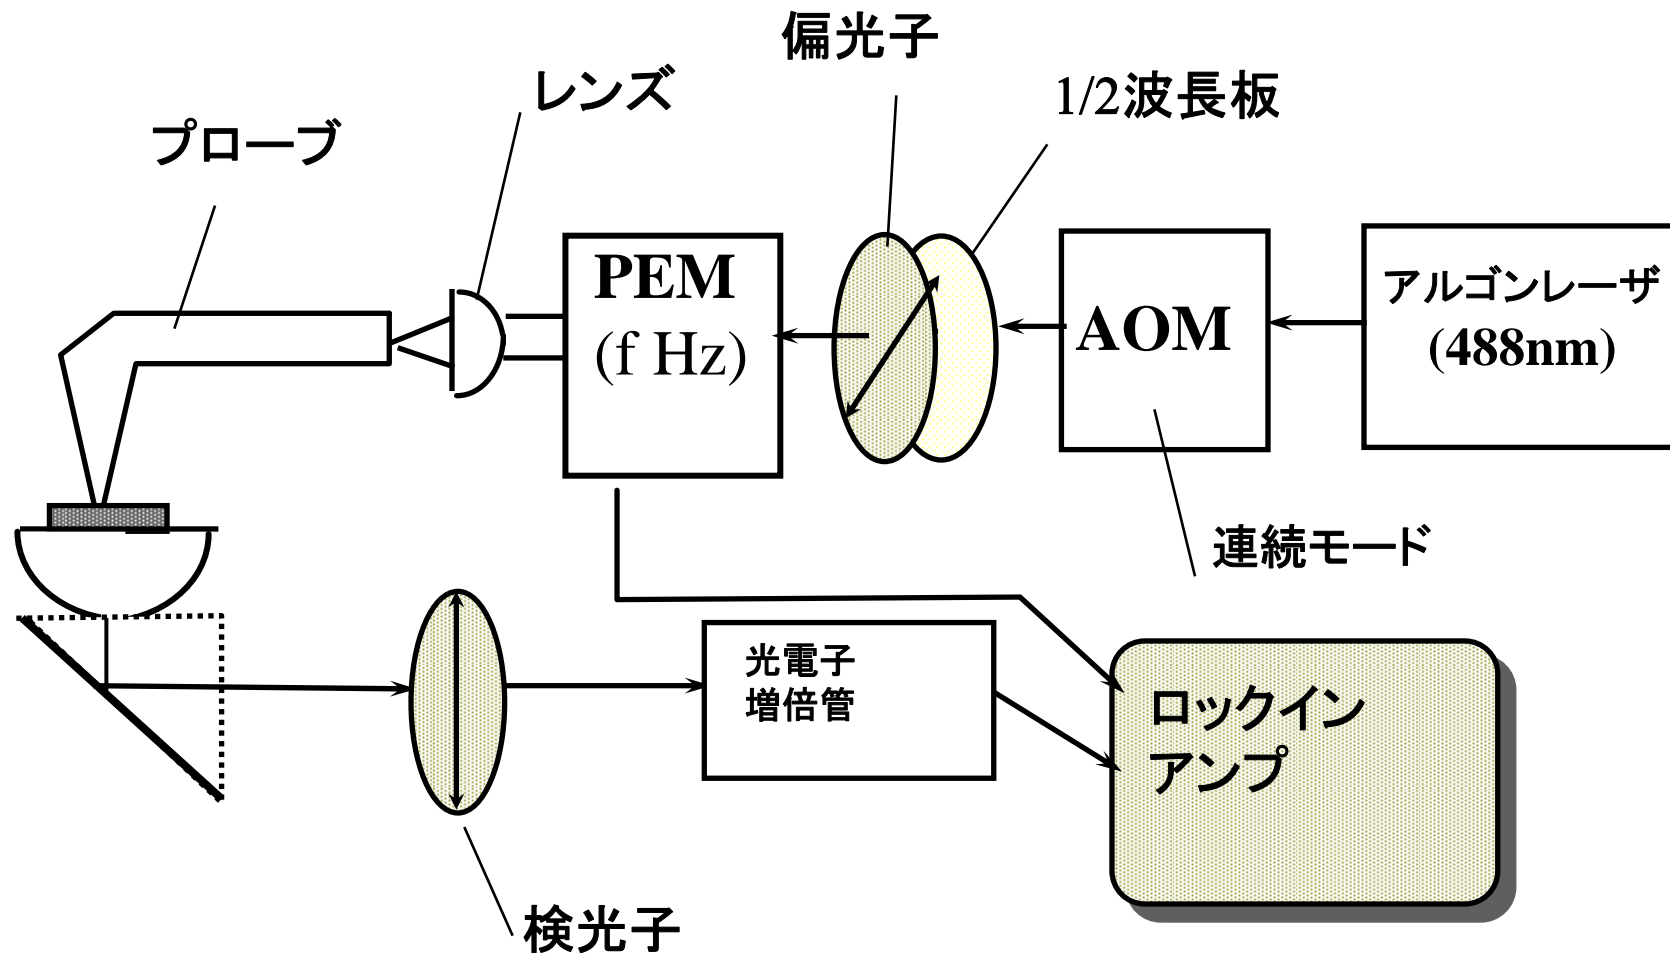 偏光子
レンズ
1/2波長板
プローブ
PEM
(f Hz)
AOM
アルゴンレーザ
(488nm)
連続モード
光電子
増倍管
ロックイン
アンプ
検光子